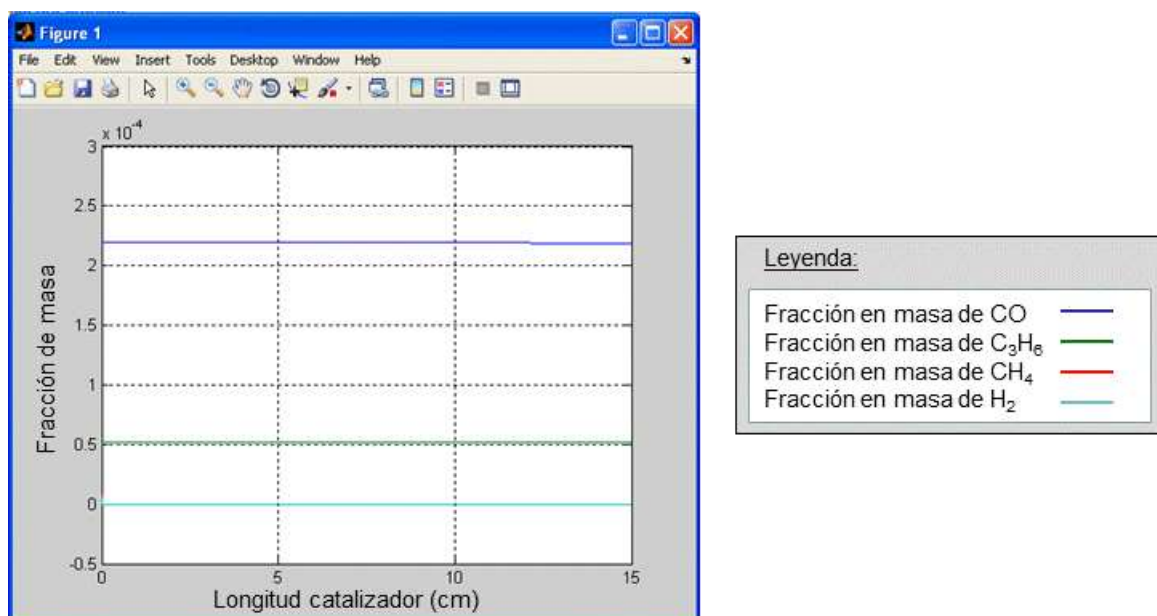 Figure 1
File Edit View Insert Tools Desktop Window Help
x 10⁻⁴
3
2.5
2
1.5
1
0.5
0
-0.5
0 5 10 15
Fracción de masa
Longitud catalizador (cm)
Leyenda:
Fracción en masa de CO
Fracción en masa de C₃H₆
Fracción en masa de CH₄
Fracción en masa de H₂